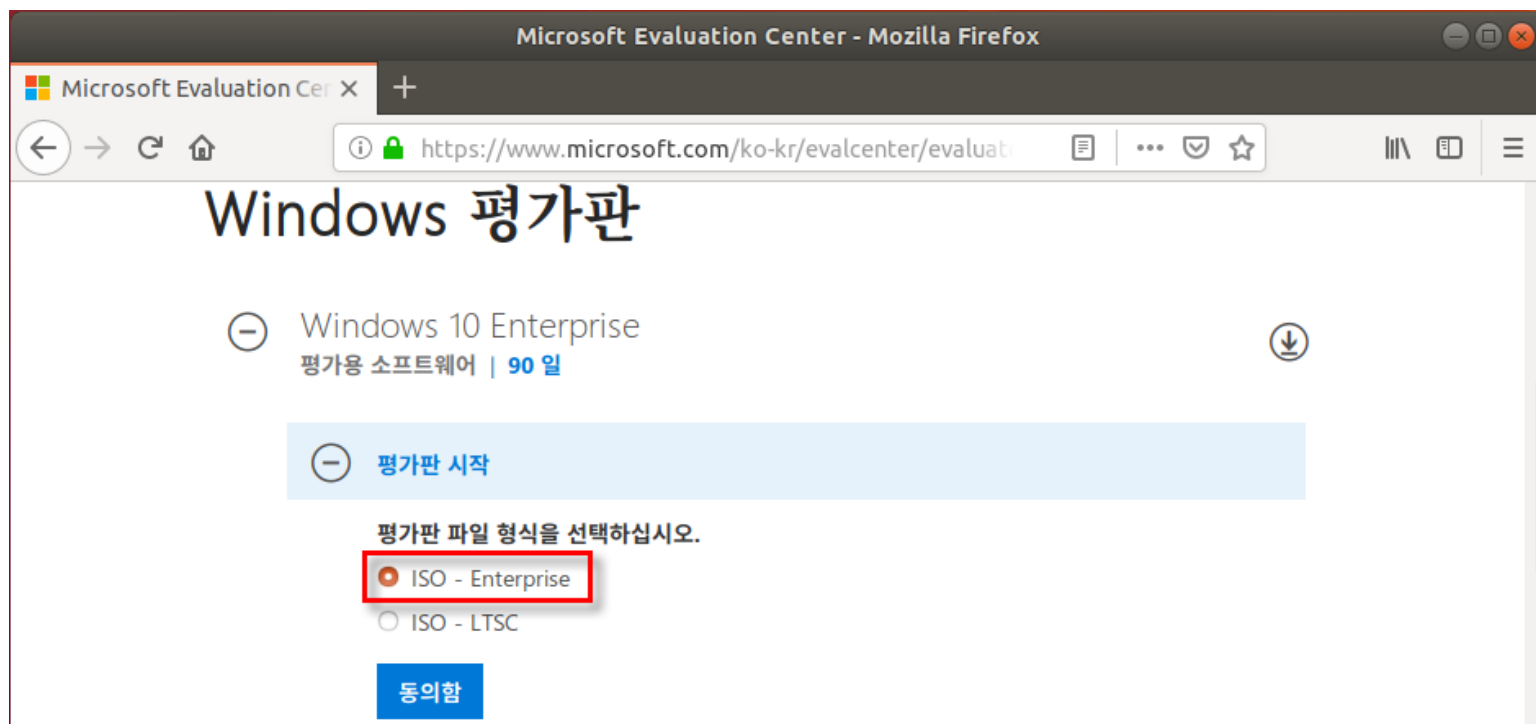 Microsoft Evaluation Center - Mozilla Firefox
Microsoft Evaluation Cer
https://www.microsoft.com/ko-kr/evalcenter/evaluat
Windows 평가판
Windows 10 Enterprise
평가용 소프트웨어 | 90 일
평가판 시작
평가판 파일 형식을 선택하십시오.
ISO - Enterprise
ISO - LTSC
동의함